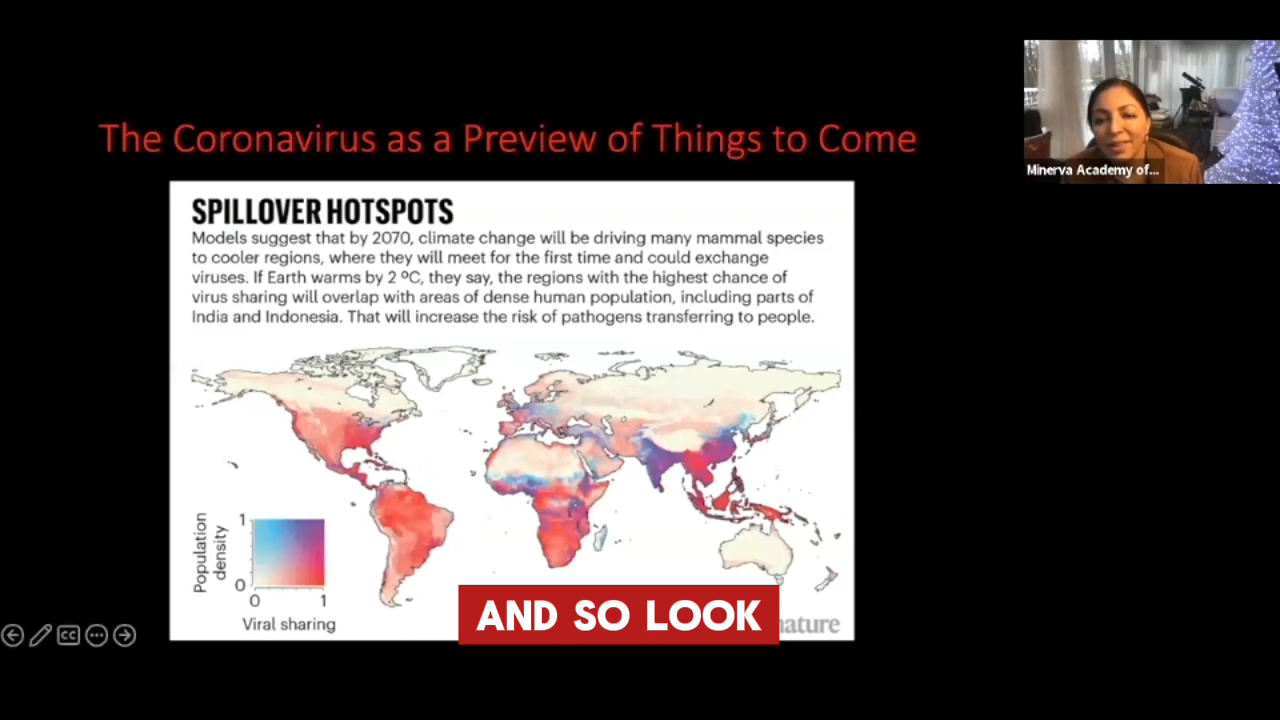 The Coronavirus as a Preview of Things to Come
Minerva Academy of...
SPILLOVER HOTSPOTS
Models suggest that by 2070, climate change will be driving many mammal species
to cooler regions, where they will meet for the first time and could exchange
viruses. If Earth warms by 2 ºC, they say, the regions with the highest chance of
virus sharing will overlap with areas of dense human population, including parts of
India and Indonesia. That will increase the risk of pathogens transferring to people.
Population
density
1
0
0
1
Viral sharing
AND SO LOOK
nature
CC